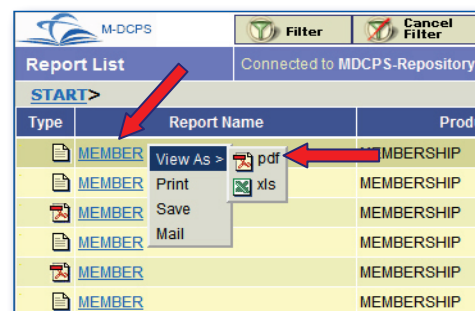 M-DCPS Filter Cancel Filter
Report List Connected to MDCPS-Repository
START>
Type Report Name Prod
MEMBER View As > pdf MEMBERSHIP
MEMBER Print xls MEMBERSHIP
MEMBER Save MEMBERSHIP
MEMBER Mail MEMBERSHIP
MEMBER MEMBERSHIP
MEMBER MEMBERSHIP